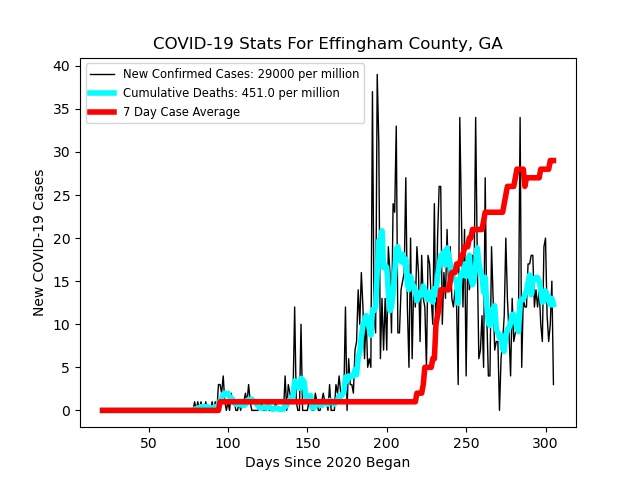 COVID-19 Stats For Effingham County, GA
New Confirmed Cases: 29000 per million
Cumulative Deaths: 451.0 per million
7 Day Case Average
40
35
30
25
20
15
10
5
0
New COVID-19 Cases
50 100 150 200 250 300
Days Since 2020 Began